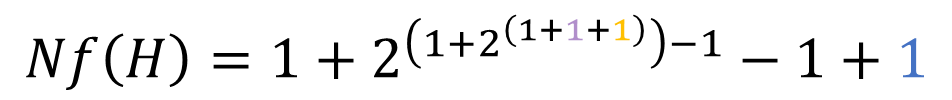 Nf(H) = 1 + 2^((1+2^(1+1+1))−1) − 1 + 1